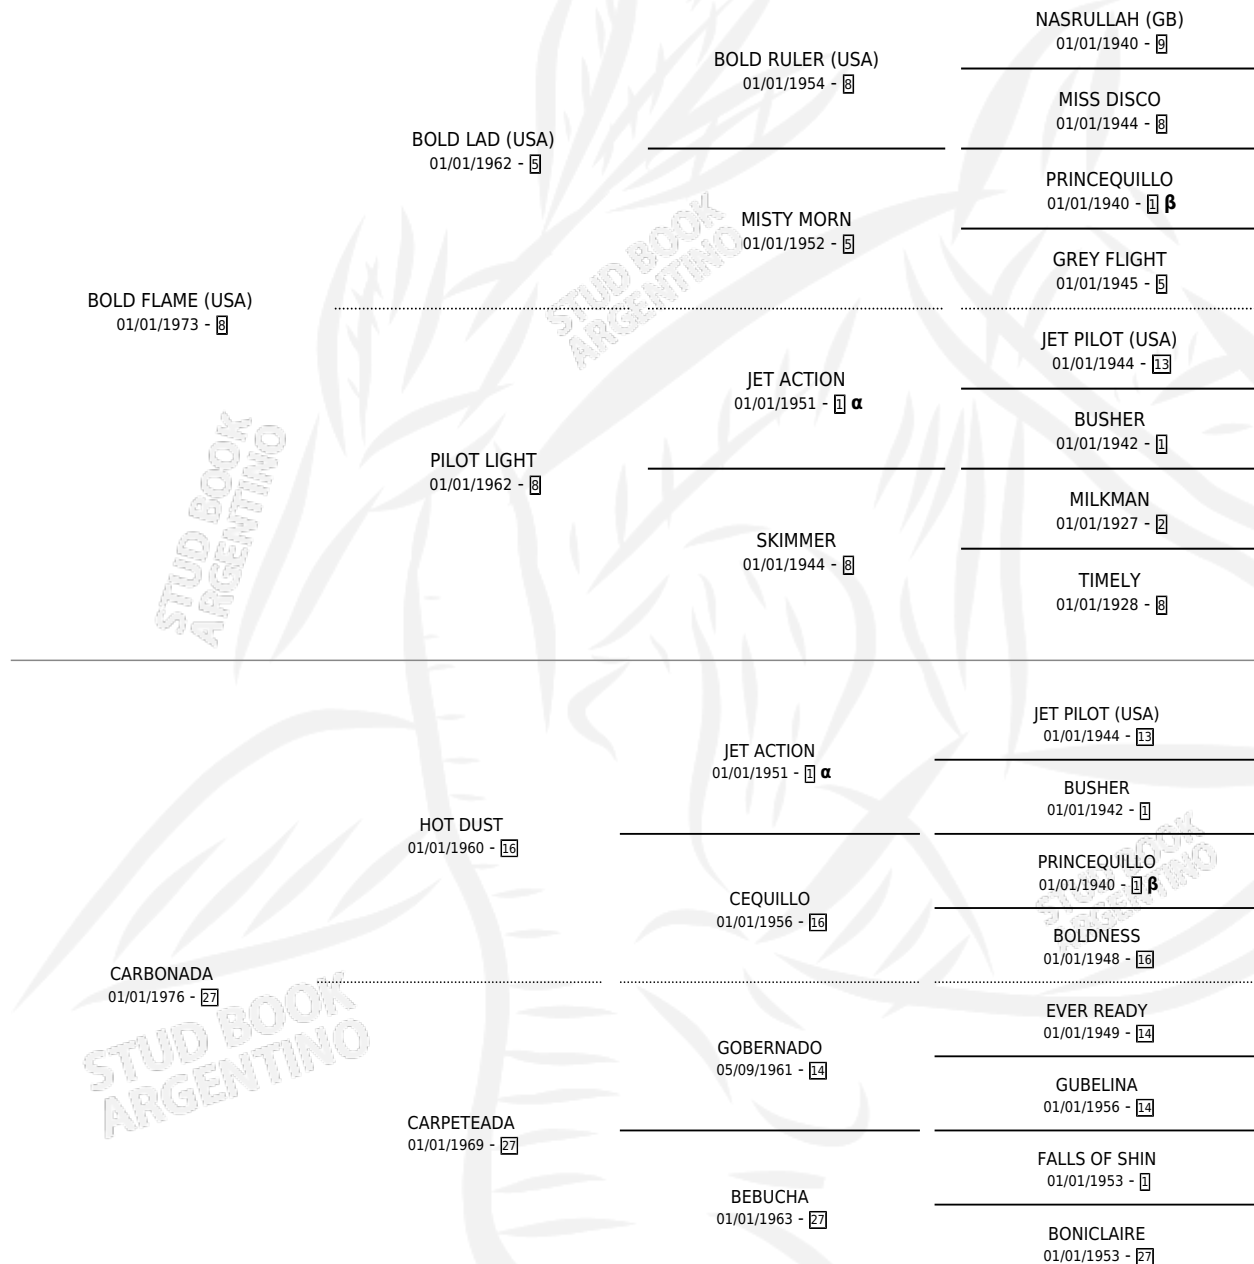 NASRULLAH (GB)
01/01/1940 - 9
BOLD RULER (USA)
01/01/1954 - 8
MISS DISCO
01/01/1944 - 8
BOLD LAD (USA)
01/01/1962 - 5
PRINCEQUILLO
01/01/1940 - 1 β
MISTY MORN
01/01/1952 - 5
GREY FLIGHT
01/01/1945 - 5
BOLD FLAME (USA)
01/01/1973 - 8
JET PILOT (USA)
01/01/1944 - 13
JET ACTION
01/01/1951 - 1 α
BUSHER
01/01/1942 - 1
PILOT LIGHT
01/01/1962 - 8
MILKMAN
01/01/1927 - 2
SKIMMER
01/01/1944 - 8
TIMELY
01/01/1928 - 8
STUD BOOK
ARGENTINO
STUD BOOK
ARGENTINO
JET PILOT (USA)
01/01/1944 - 13
JET ACTION
01/01/1951 - 1 α
BUSHER
01/01/1942 - 1
HOT DUST
01/01/1960 - 16
PRINCEQUILLO
01/01/1940 - 1 β
CEQUILLO
01/01/1956 - 16
BOLDNESS
01/01/1948 - 16
CARBONADA
01/01/1976 - 27
EVER READY
01/01/1949 - 14
GOBERNADO
05/09/1961 - 14
GUBELINA
01/01/1956 - 14
CARPETEADA
01/01/1969 - 27
FALLS OF SHIN
01/01/1953 - 1
BEBUCHA
01/01/1963 - 27
BONICLAIRE
01/01/1953 - 27
STUD BOOK
ARGENTINO
STUD BOOK
ARGENTINO